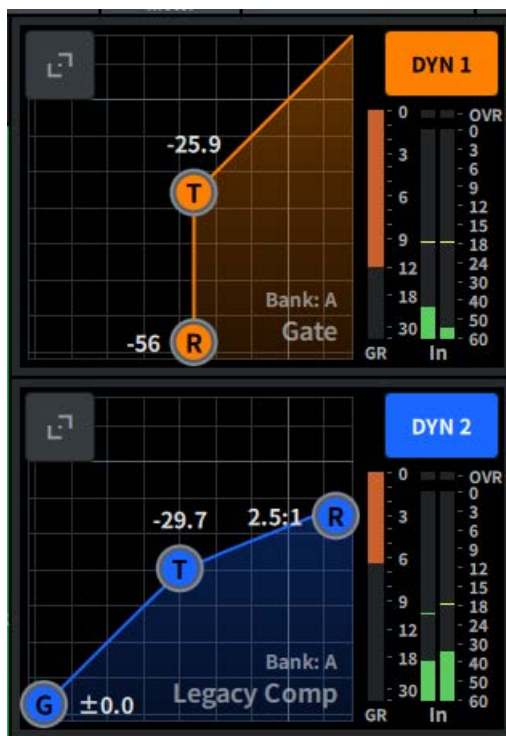 DYN 1
-25.9
T
-56
R
Bank: A
Gate
0
3
6
9
12
18
30
GR
OVR
0
3
6
9
12
15
18
24
30
40
50
60
In
DYN 2
-29.7
2.5:1
R
T
G
±0.0
Bank: A
Legacy Comp
0
3
6
9
12
18
30
GR
OVR
0
3
6
9
12
15
18
24
30
40
50
60
In